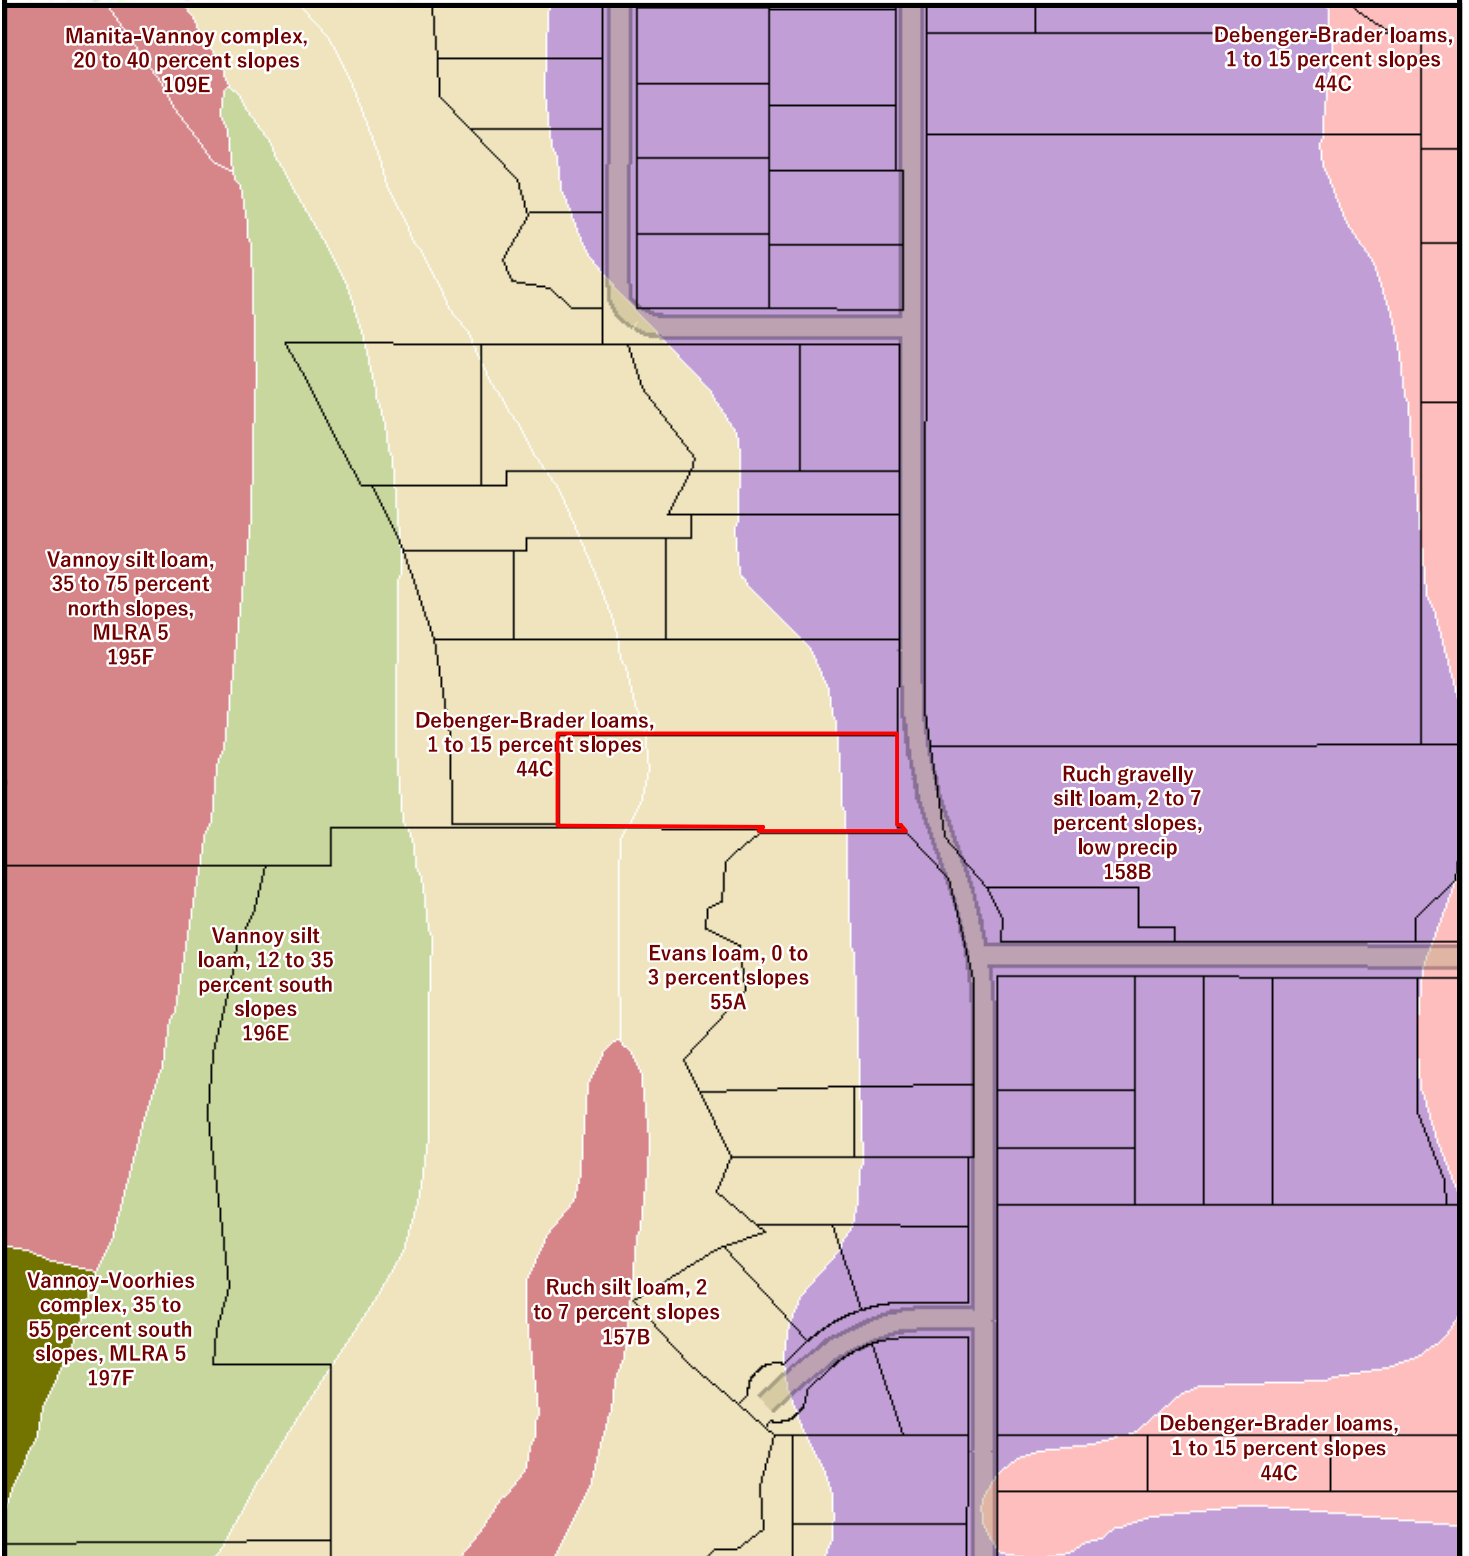 Manita-Vannoy complex,
20 to 40 percent slopes
109E
Debenger-Brader loams,
1 to 15 percent slopes
44C
Vannoy silt loam,
35 to 75 percent
north slopes,
MLRA 5
195F
Debenger-Brader loams,
1 to 15 percent slopes
44C
Ruch gravelly
silt loam, 2 to 7
percent slopes,
low precip
158B
Vannoy silt
loam, 12 to 35
percent south
slopes
196E
Evans loam, 0 to
3 percent slopes
55A
Vannoy-Voorhies
complex, 35 to
55 percent south
slopes, MLRA 5
197F
Ruch silt loam, 2
to 7 percent slopes
157B
Debenger-Brader loams,
1 to 15 percent slopes
44C